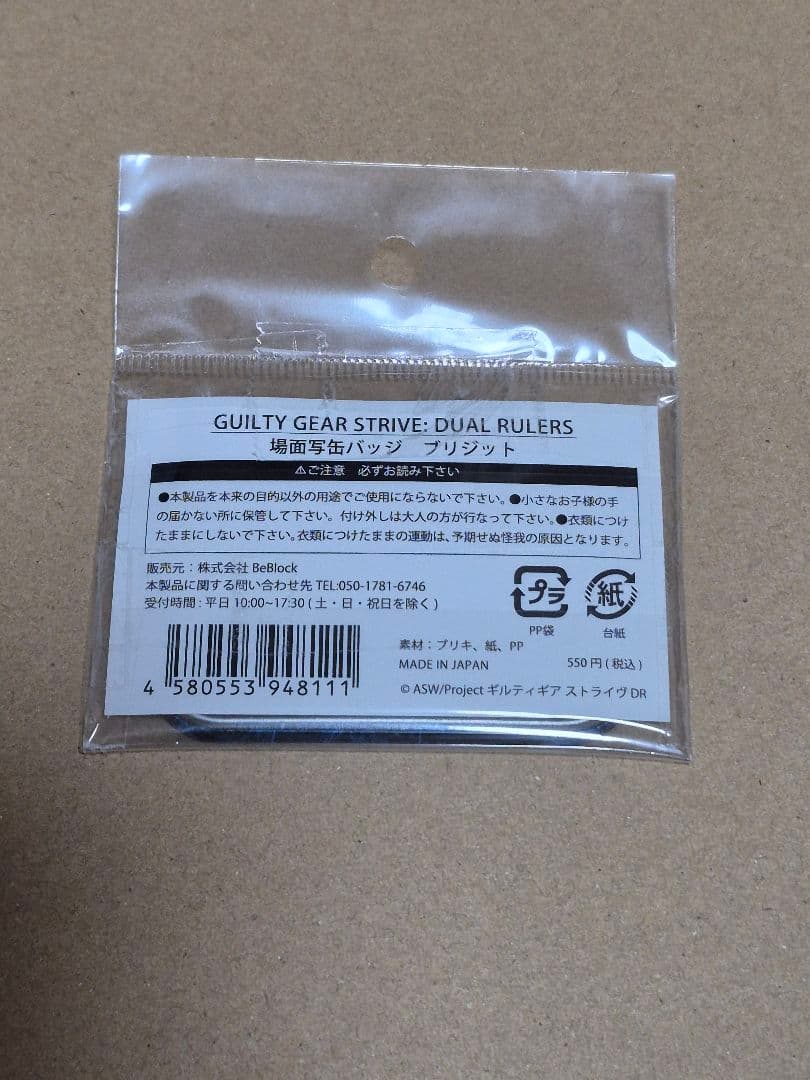 GUILTY GEAR STRIVE: DUAL RULERS
場面写缶バッジ　ブリジット
⚠ご注意　必ずお読み下さい
●本製品を本来の目的以外の用途でご使用にならないで下さい。●小さなお子様の手
の届かない所に保管して下さい。付け外しは大人の方が行なって下さい。●衣類につけ
たままにしないで下さい。衣類につけたままの運動は、予期せぬ怪我の原因となります。
販売元：株式会社 BeBlock
本製品に関する問い合わせ先 TEL:050-1781-6746
受付時間 : 平日 10:00~17:30 ( 土・日・祝日を除く )
プラ
PP袋
紙
台紙
素材：ブリキ、紙、PP
MADE IN JAPAN
550 円 ( 税込 )
4 580553 948111
© ASW/Project ギルティギア ストライヴ DR